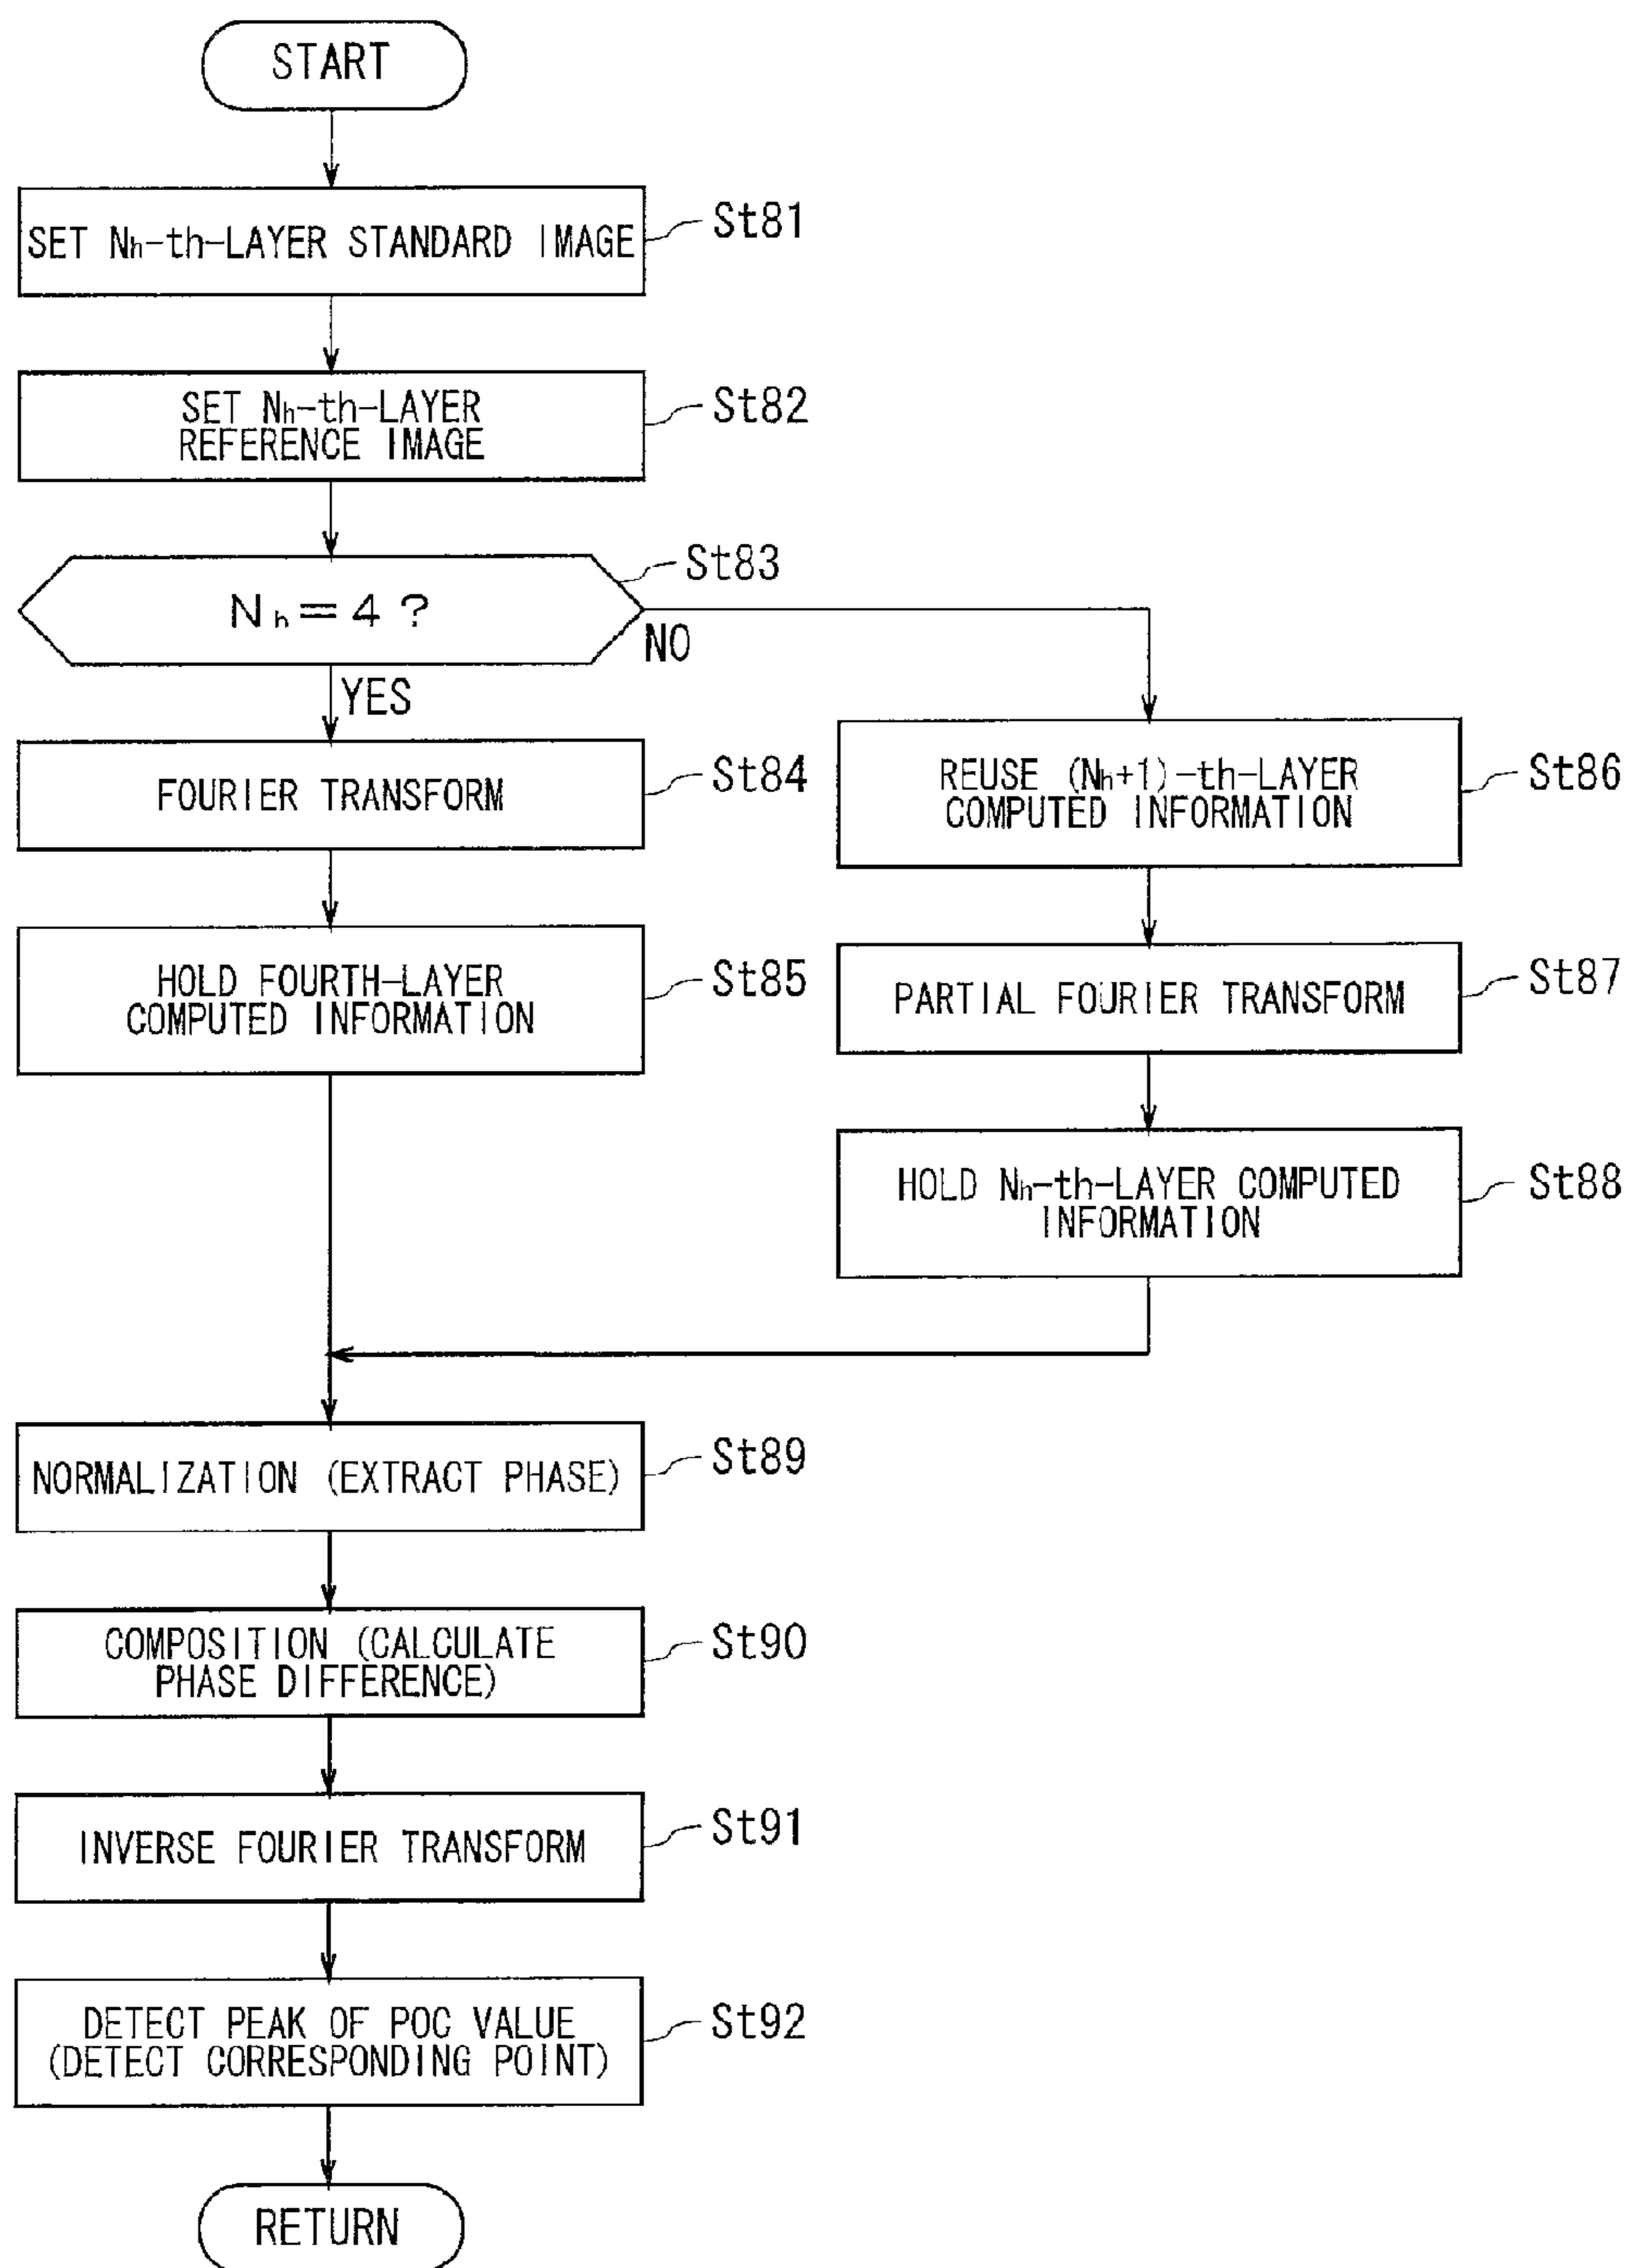 START
SET Nh-th-LAYER STANDARD IMAGE
St81
SET Nh-th-LAYER
REFERENCE IMAGE
St82
Nh=4?
St83
NO
YES
FOURIER TRANSFORM
St84
HOLD FOURTH-LAYER
COMPUTED INFORMATION
St85
REUSE (Nh+1)-th-LAYER
COMPUTED INFORMATION
St86
PARTIAL FOURIER TRANSFORM
St87
HOLD Nh-th-LAYER COMPUTED
INFORMATION
St88
NORMALIZATION (EXTRACT PHASE)
St89
COMPOSITION (CALCULATE
PHASE DIFFERENCE)
St90
INVERSE FOURIER TRANSFORM
St91
DETECT PEAK OF POC VALUE
(DETECT CORRESPONDING POINT)
St92
RETURN